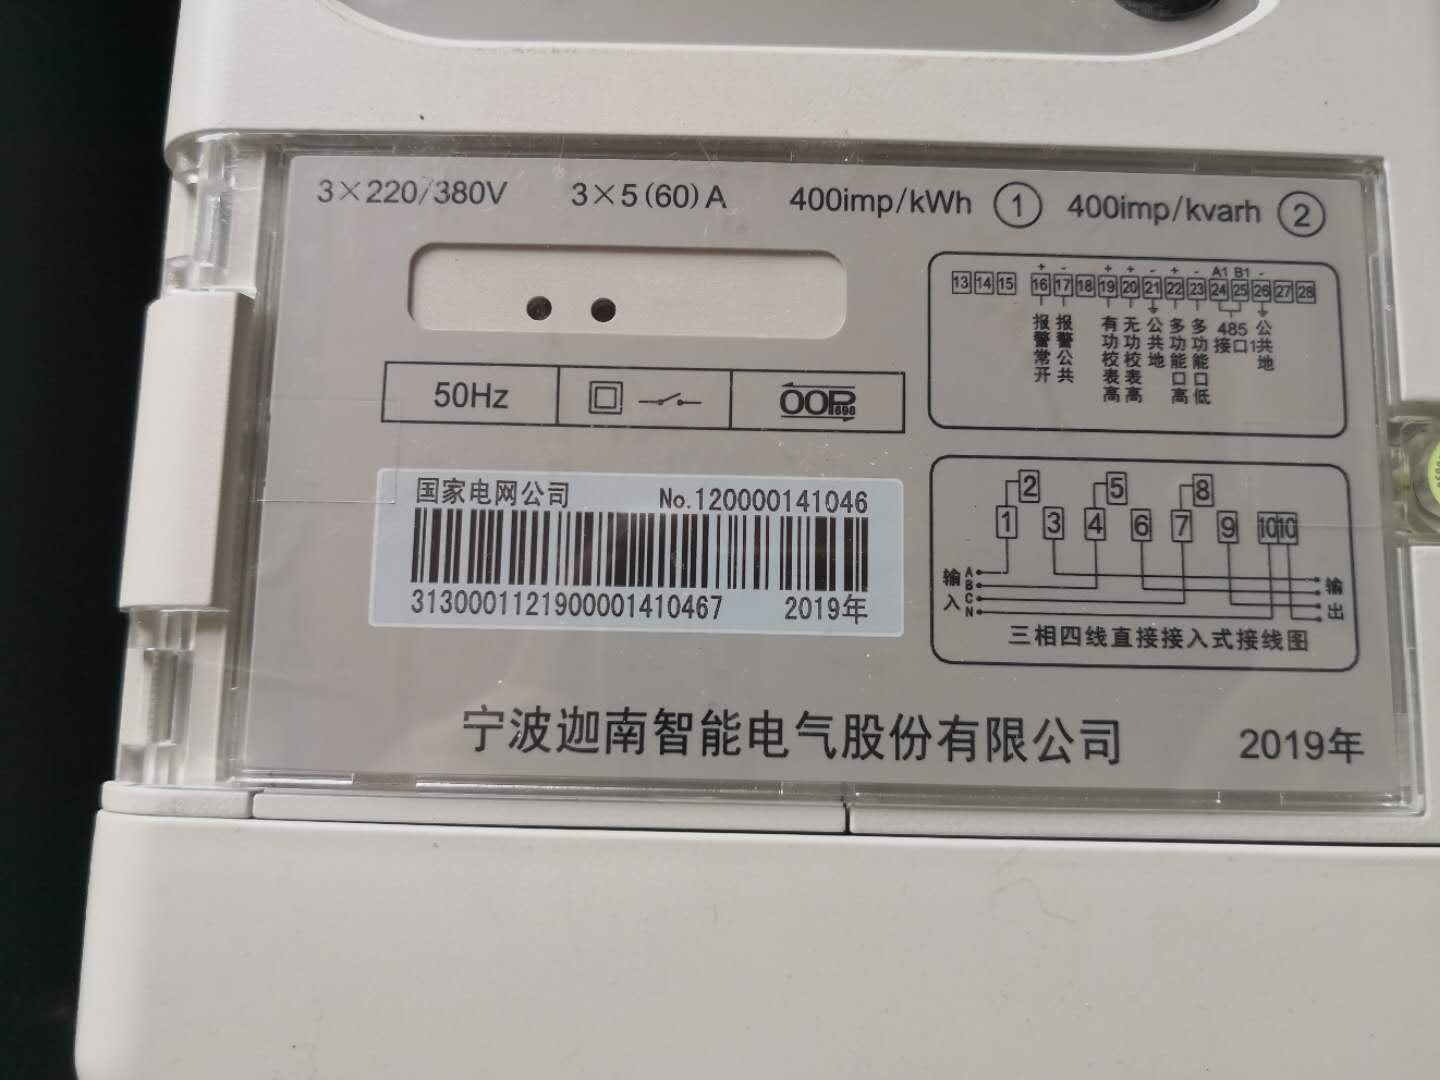 3×220/380V 3×5(60)A 400imp/kWh ① 400imp/kvarh ②
+ - + + - + - A1 B1 -
13 14 15 16 17 18 19 20 21 22 23 24 25 26 27 28
报警常开 报警公共 有功校表高 无功校表高 公共地 多功能口高 多功能口低 485接口1 公共地
50Hz
OOP 698
国家电网公司 No.120000141046
3130001121900001410467 2019年
2 5 8
1 3 4 6 7 9 10 10
输入 A B C N 输出
三相四线直接接入式接线图
宁波迦南智能电气股份有限公司 2019年